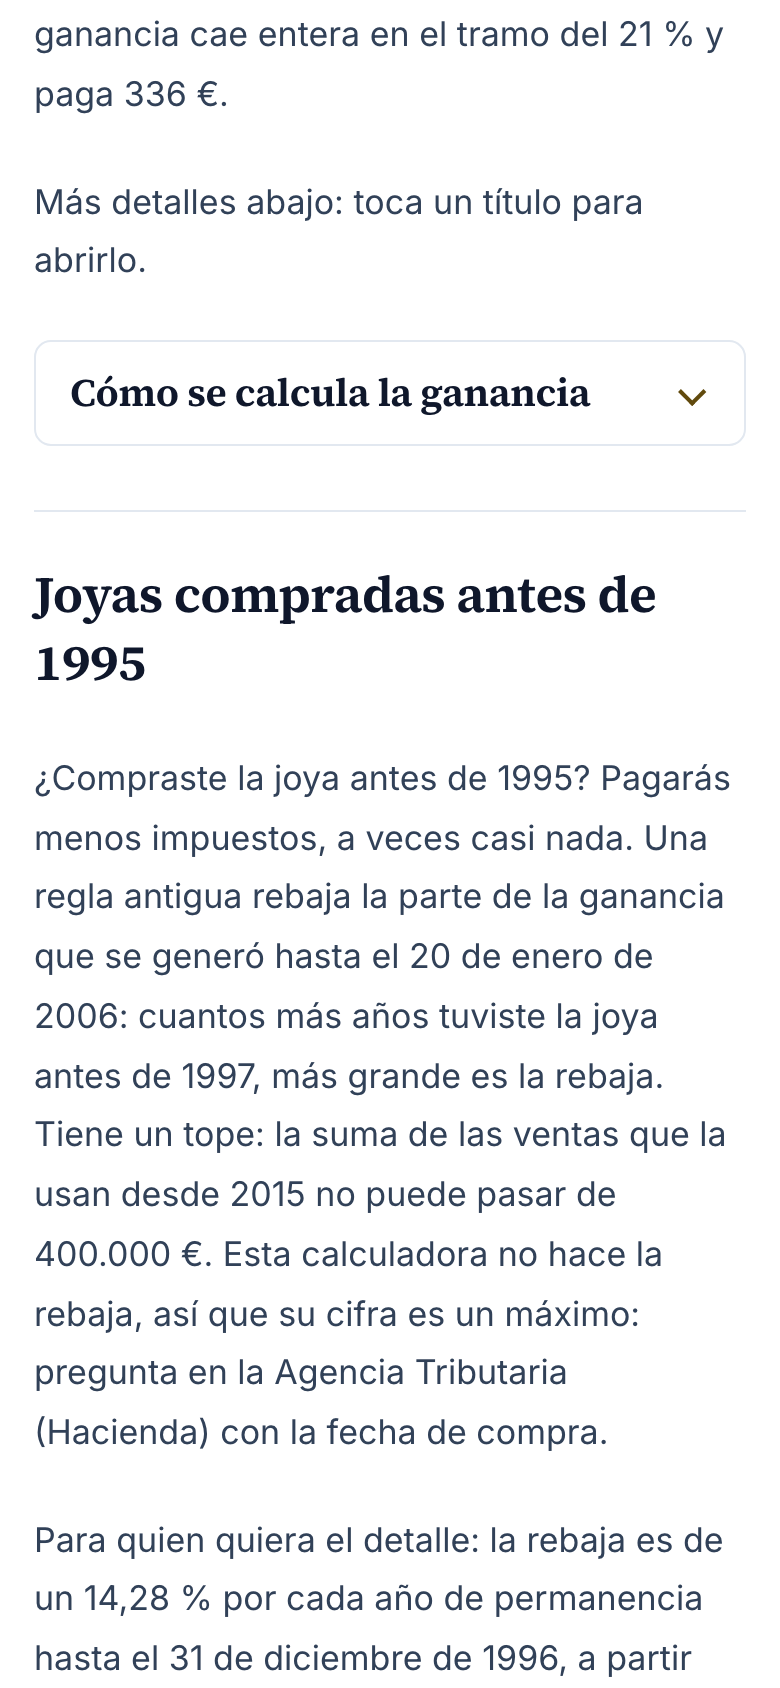 ganancia cae entera en el tramo del 21 % y
paga 336 €.
Más detalles abajo: toca un título para
abrirlo.
Cómo se calcula la ganancia
Joyas compradas antes de
1995
¿Compraste la joya antes de 1995? Pagarás
menos impuestos, a veces casi nada. Una
regla antigua rebaja la parte de la ganancia
que se generó hasta el 20 de enero de
2006: cuantos más años tuviste la joya
antes de 1997, más grande es la rebaja.
Tiene un tope: la suma de las ventas que la
usan desde 2015 no puede pasar de
400.000 €. Esta calculadora no hace la
rebaja, así que su cifra es un máximo:
pregunta en la Agencia Tributaria
(Hacienda) con la fecha de compra.
Para quien quiera el detalle: la rebaja es de
un 14,28 % por cada año de permanencia
hasta el 31 de diciembre de 1996, a partir